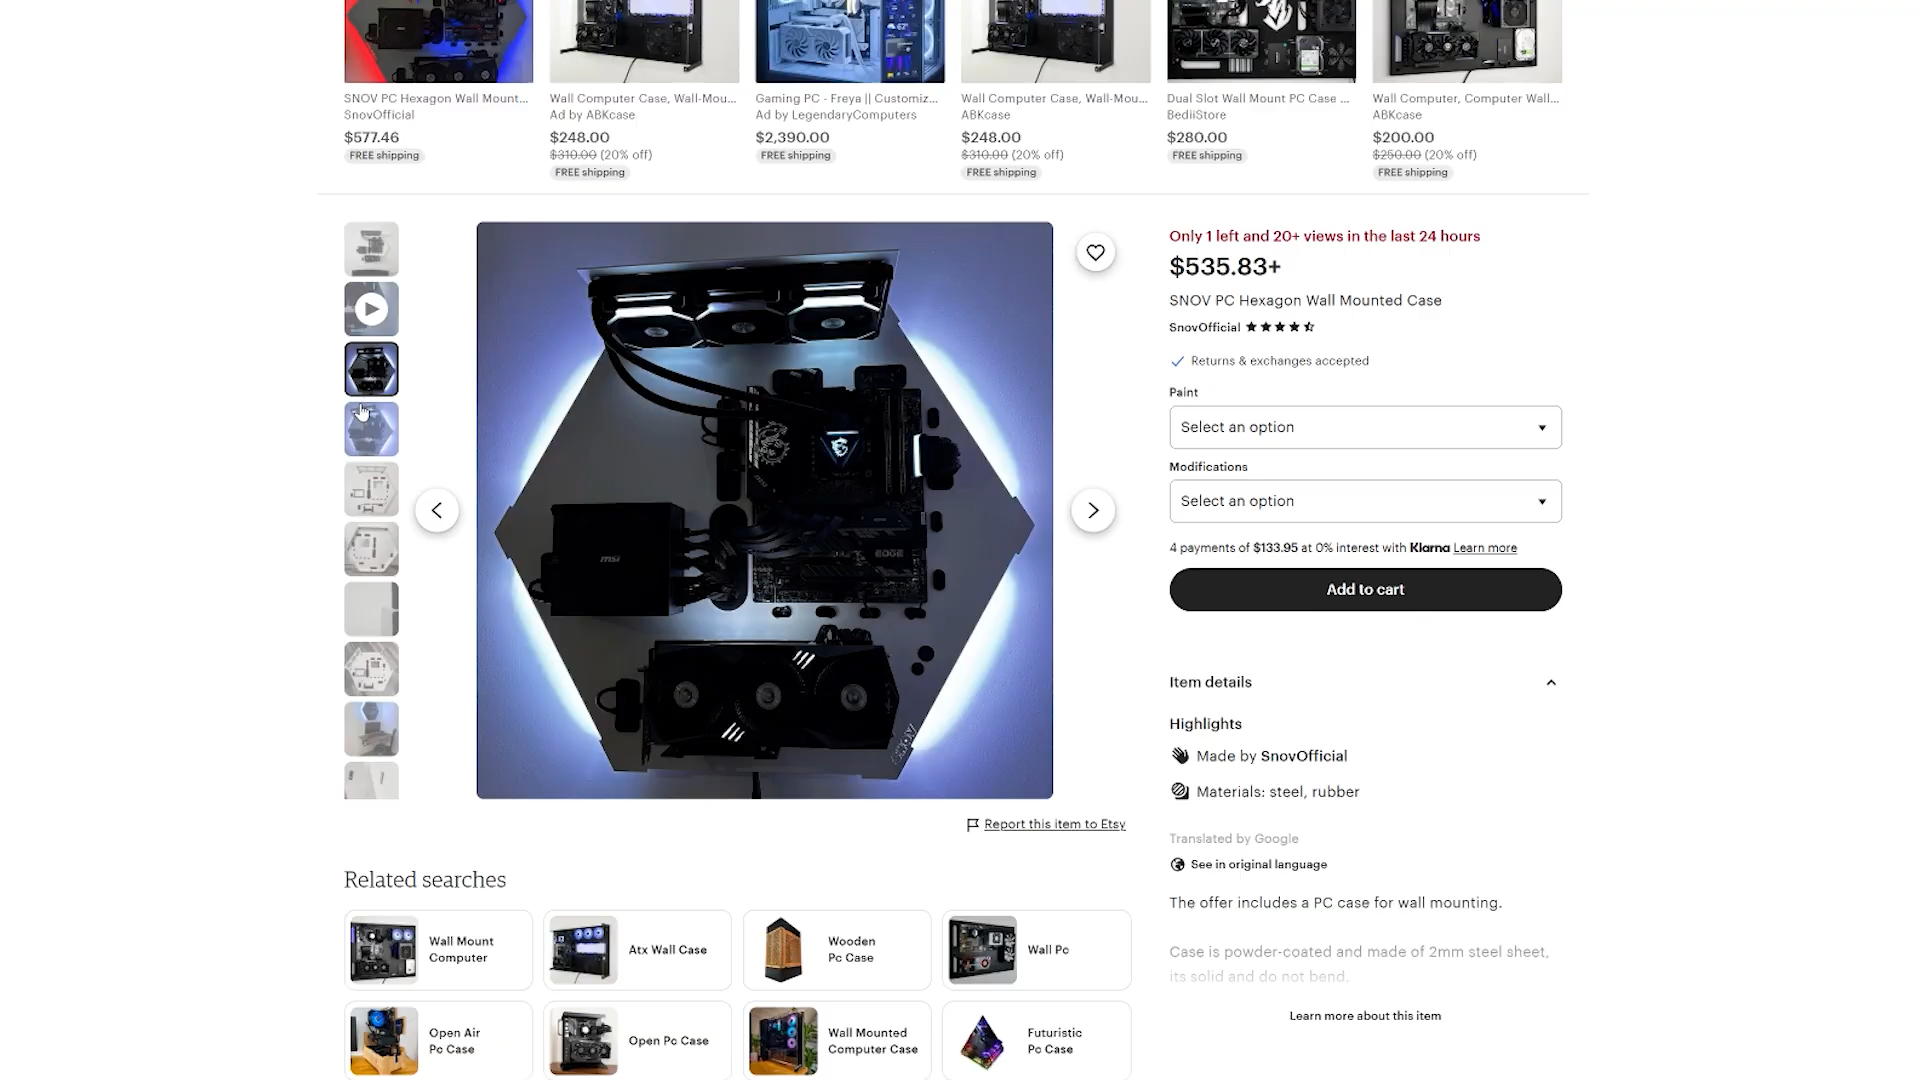 SNOV PC Hexagon Wall Mount...
SnovOfficial
$577.46
FREE shipping
Wall Computer Case, Wall-Mou...
Ad by ABKcase
$248.00
$310.00 (20% off)
FREE shipping
Gaming PC - Freya || Customiz...
Ad by LegendaryComputers
$2,390.00
FREE shipping
Wall Computer Case, Wall-Mou...
ABKcase
$248.00
$310.00 (20% off)
FREE shipping
Dual Slot Wall Mount PC Case ...
BediiStore
$280.00
FREE shipping
Wall Computer, Computer Wall...
ABKcase
$200.00
$250.00 (20% off)
FREE shipping
msi
EDGE
SNOV
Only 1 left and 20+ views in the last 24 hours
$535.83+
SNOV PC Hexagon Wall Mounted Case
SnovOfficial
Returns & exchanges accepted
Paint
Select an option
Modifications
Select an option
4 payments of $133.95 at 0% interest with Klarna Learn more
Add to cart
Item details
Highlights
Made by SnovOfficial
Materials: steel, rubber
Translated by Google
See in original language
The offer includes a PC case for wall mounting.
Case is powder-coated and made of 2mm steel sheet,
its solid and do not bend.
Learn more about this item
Report this item to Etsy
Related searches
Wall Mount
Computer
Atx Wall Case
Wooden
Pc Case
Wall Pc
Open Air
Pc Case
Open Pc Case
Wall Mounted
Computer Case
Futuristic
Pc Case